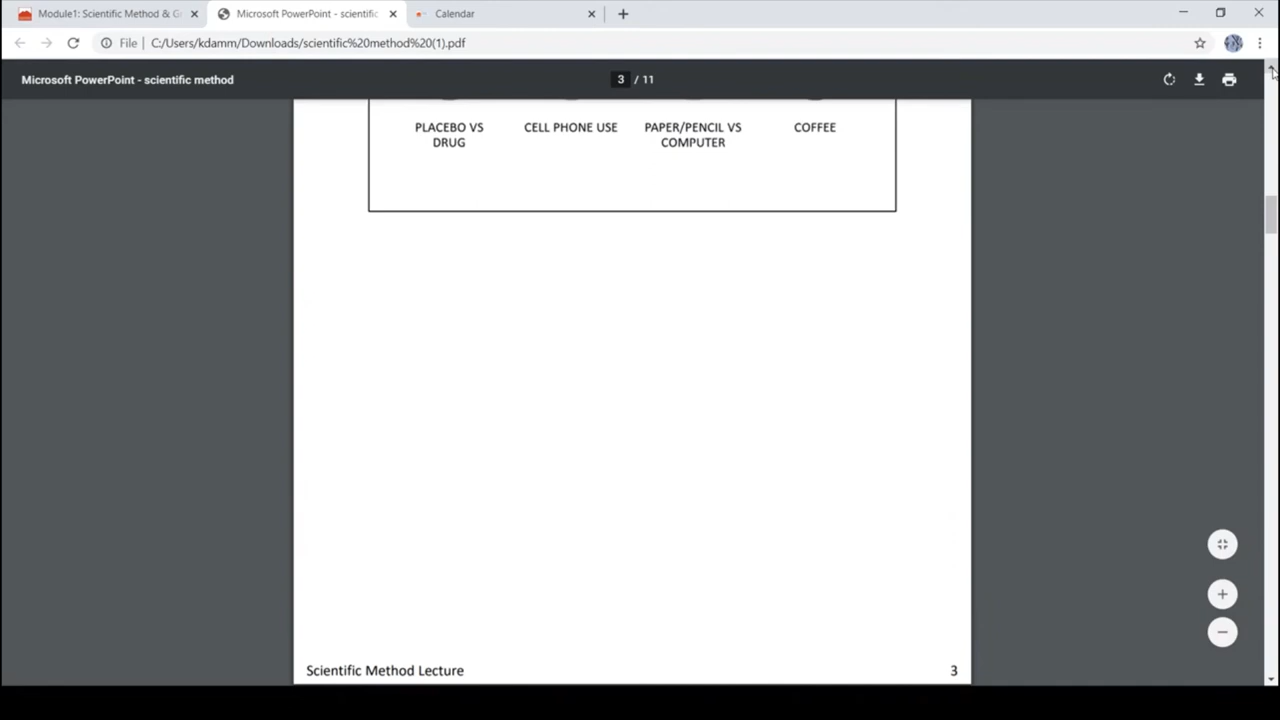 Module1: Scientific Method & G
Microsoft PowerPoint - scientific
Calendar
File
C:/Users/kdamm/Downloads/scientific%20method%20(1).pdf
Microsoft PowerPoint - scientific method
3 / 11
PLACEBO VS
DRUG
CELL PHONE USE
PAPER/PENCIL VS
COMPUTER
COFFEE
Scientific Method Lecture
3